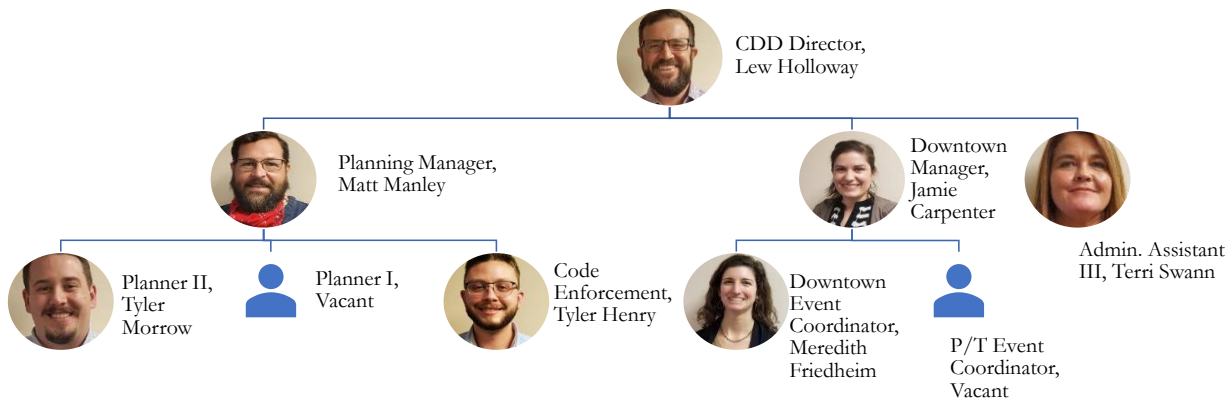 CDD Director,
Lew Holloway
Planning Manager,
Matt Manley
Downtown
Manager,
Jamie
Carpenter
Admin. Assistant
III, Terri Swann
Planner II,
Tyler
Morrow
Planner I,
Vacant
Code
Enforcement,
Tyler Henry
Downtown
Event
Coordinator,
Meredith
Friedheim
P/T Event
Coordinator,
Vacant